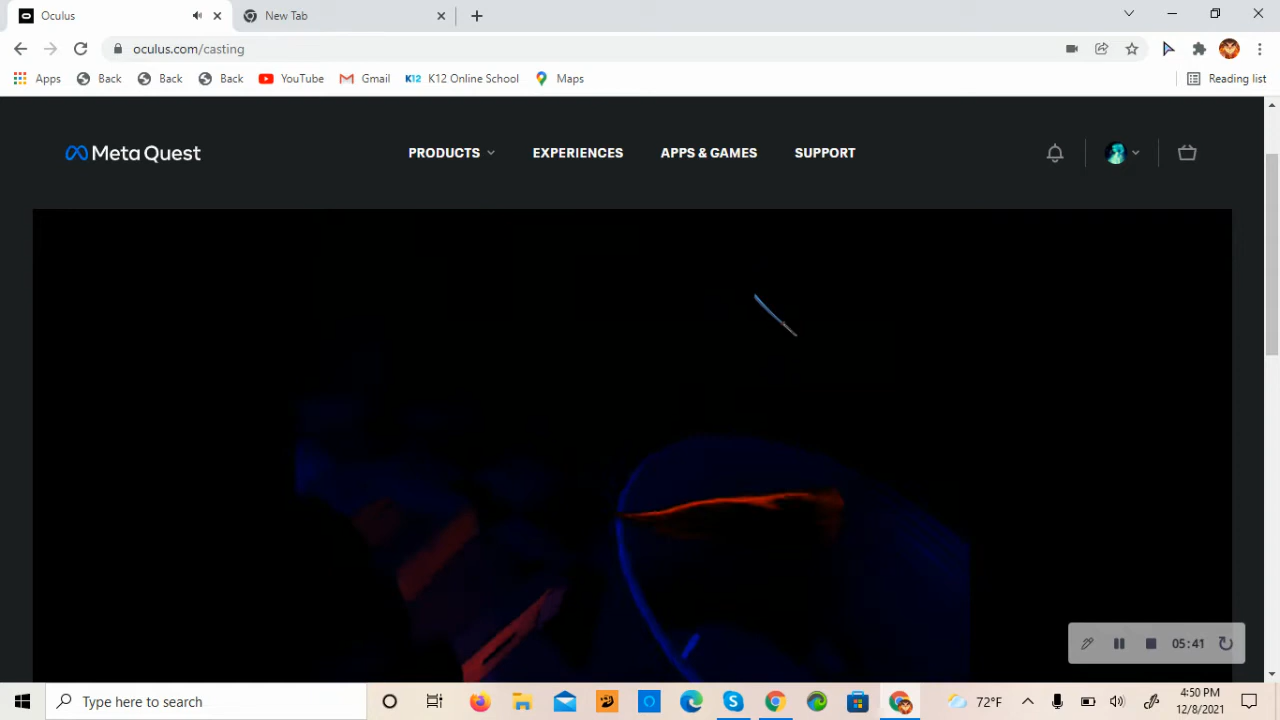 Oculus
New Tab
oculus.com/casting
Apps
Back
Back
Back
YouTube
Gmail
K12 K12 Online School
Maps
Reading list
Meta Quest
PRODUCTS
EXPERIENCES
APPS & GAMES
SUPPORT
05:41
Type here to search
72°F
4:50 PM
12/8/2021